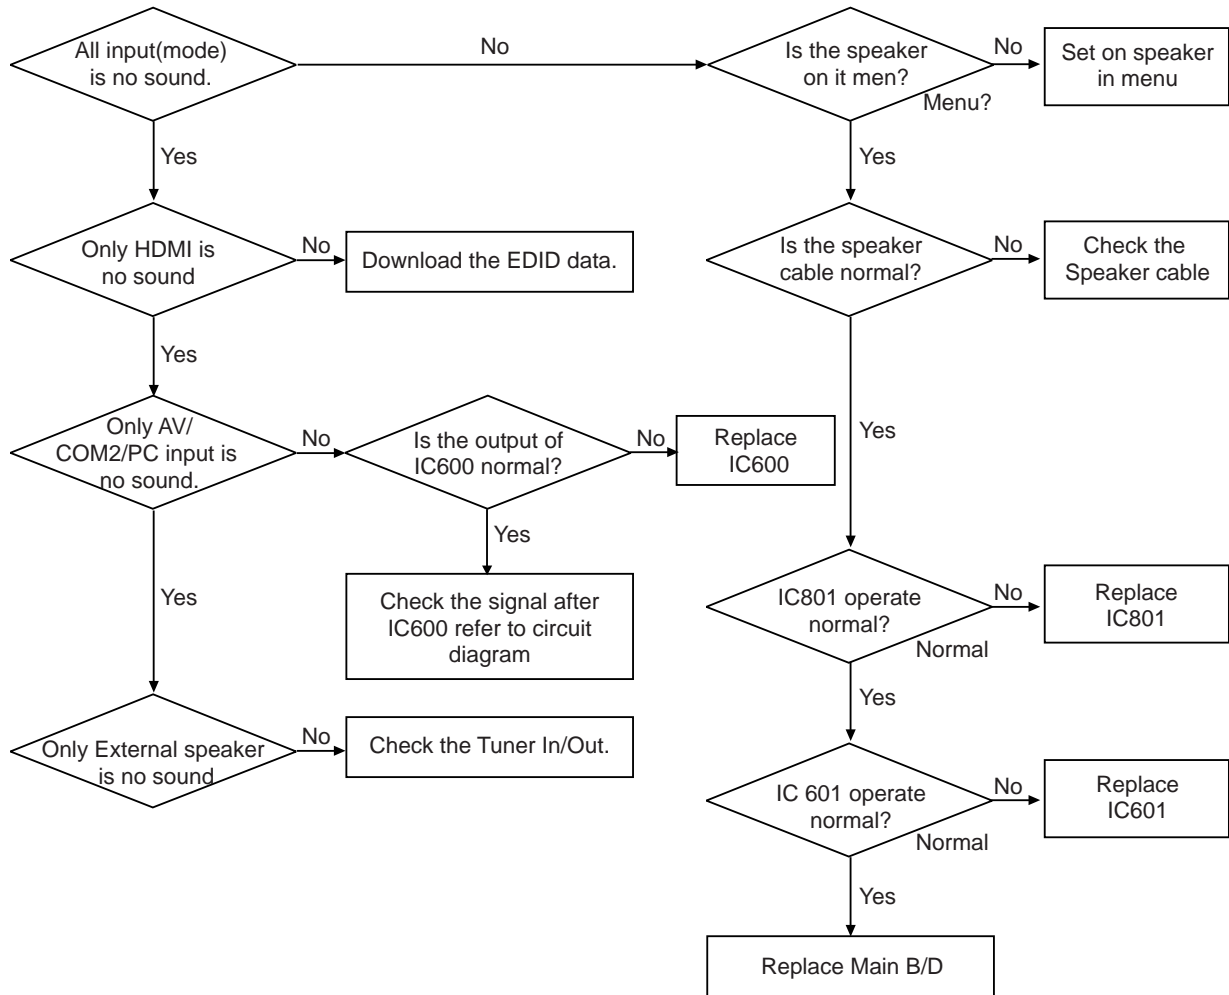 All input(mode)
is no sound.
No
Is the speaker
on it men?
Menu?
No
Set on speaker
in menu
Yes
Yes
Only HDMI is
no sound
No
Download the EDID data.
Is the speaker
cable normal?
No
Check the
Speaker cable
Yes
Only AV/
COM2/PC input is
no sound.
No
Is the output of
IC600 normal?
No
Replace
IC600
Yes
Yes
Check the signal after
IC600 refer to circuit
diagram
Yes
IC801 operate
normal?
Normal
No
Replace
IC801
Yes
Only External speaker
is no sound
No
Check the Tuner In/Out.
IC 601 operate
normal?
Normal
No
Replace
IC601
Yes
Replace Main B/D